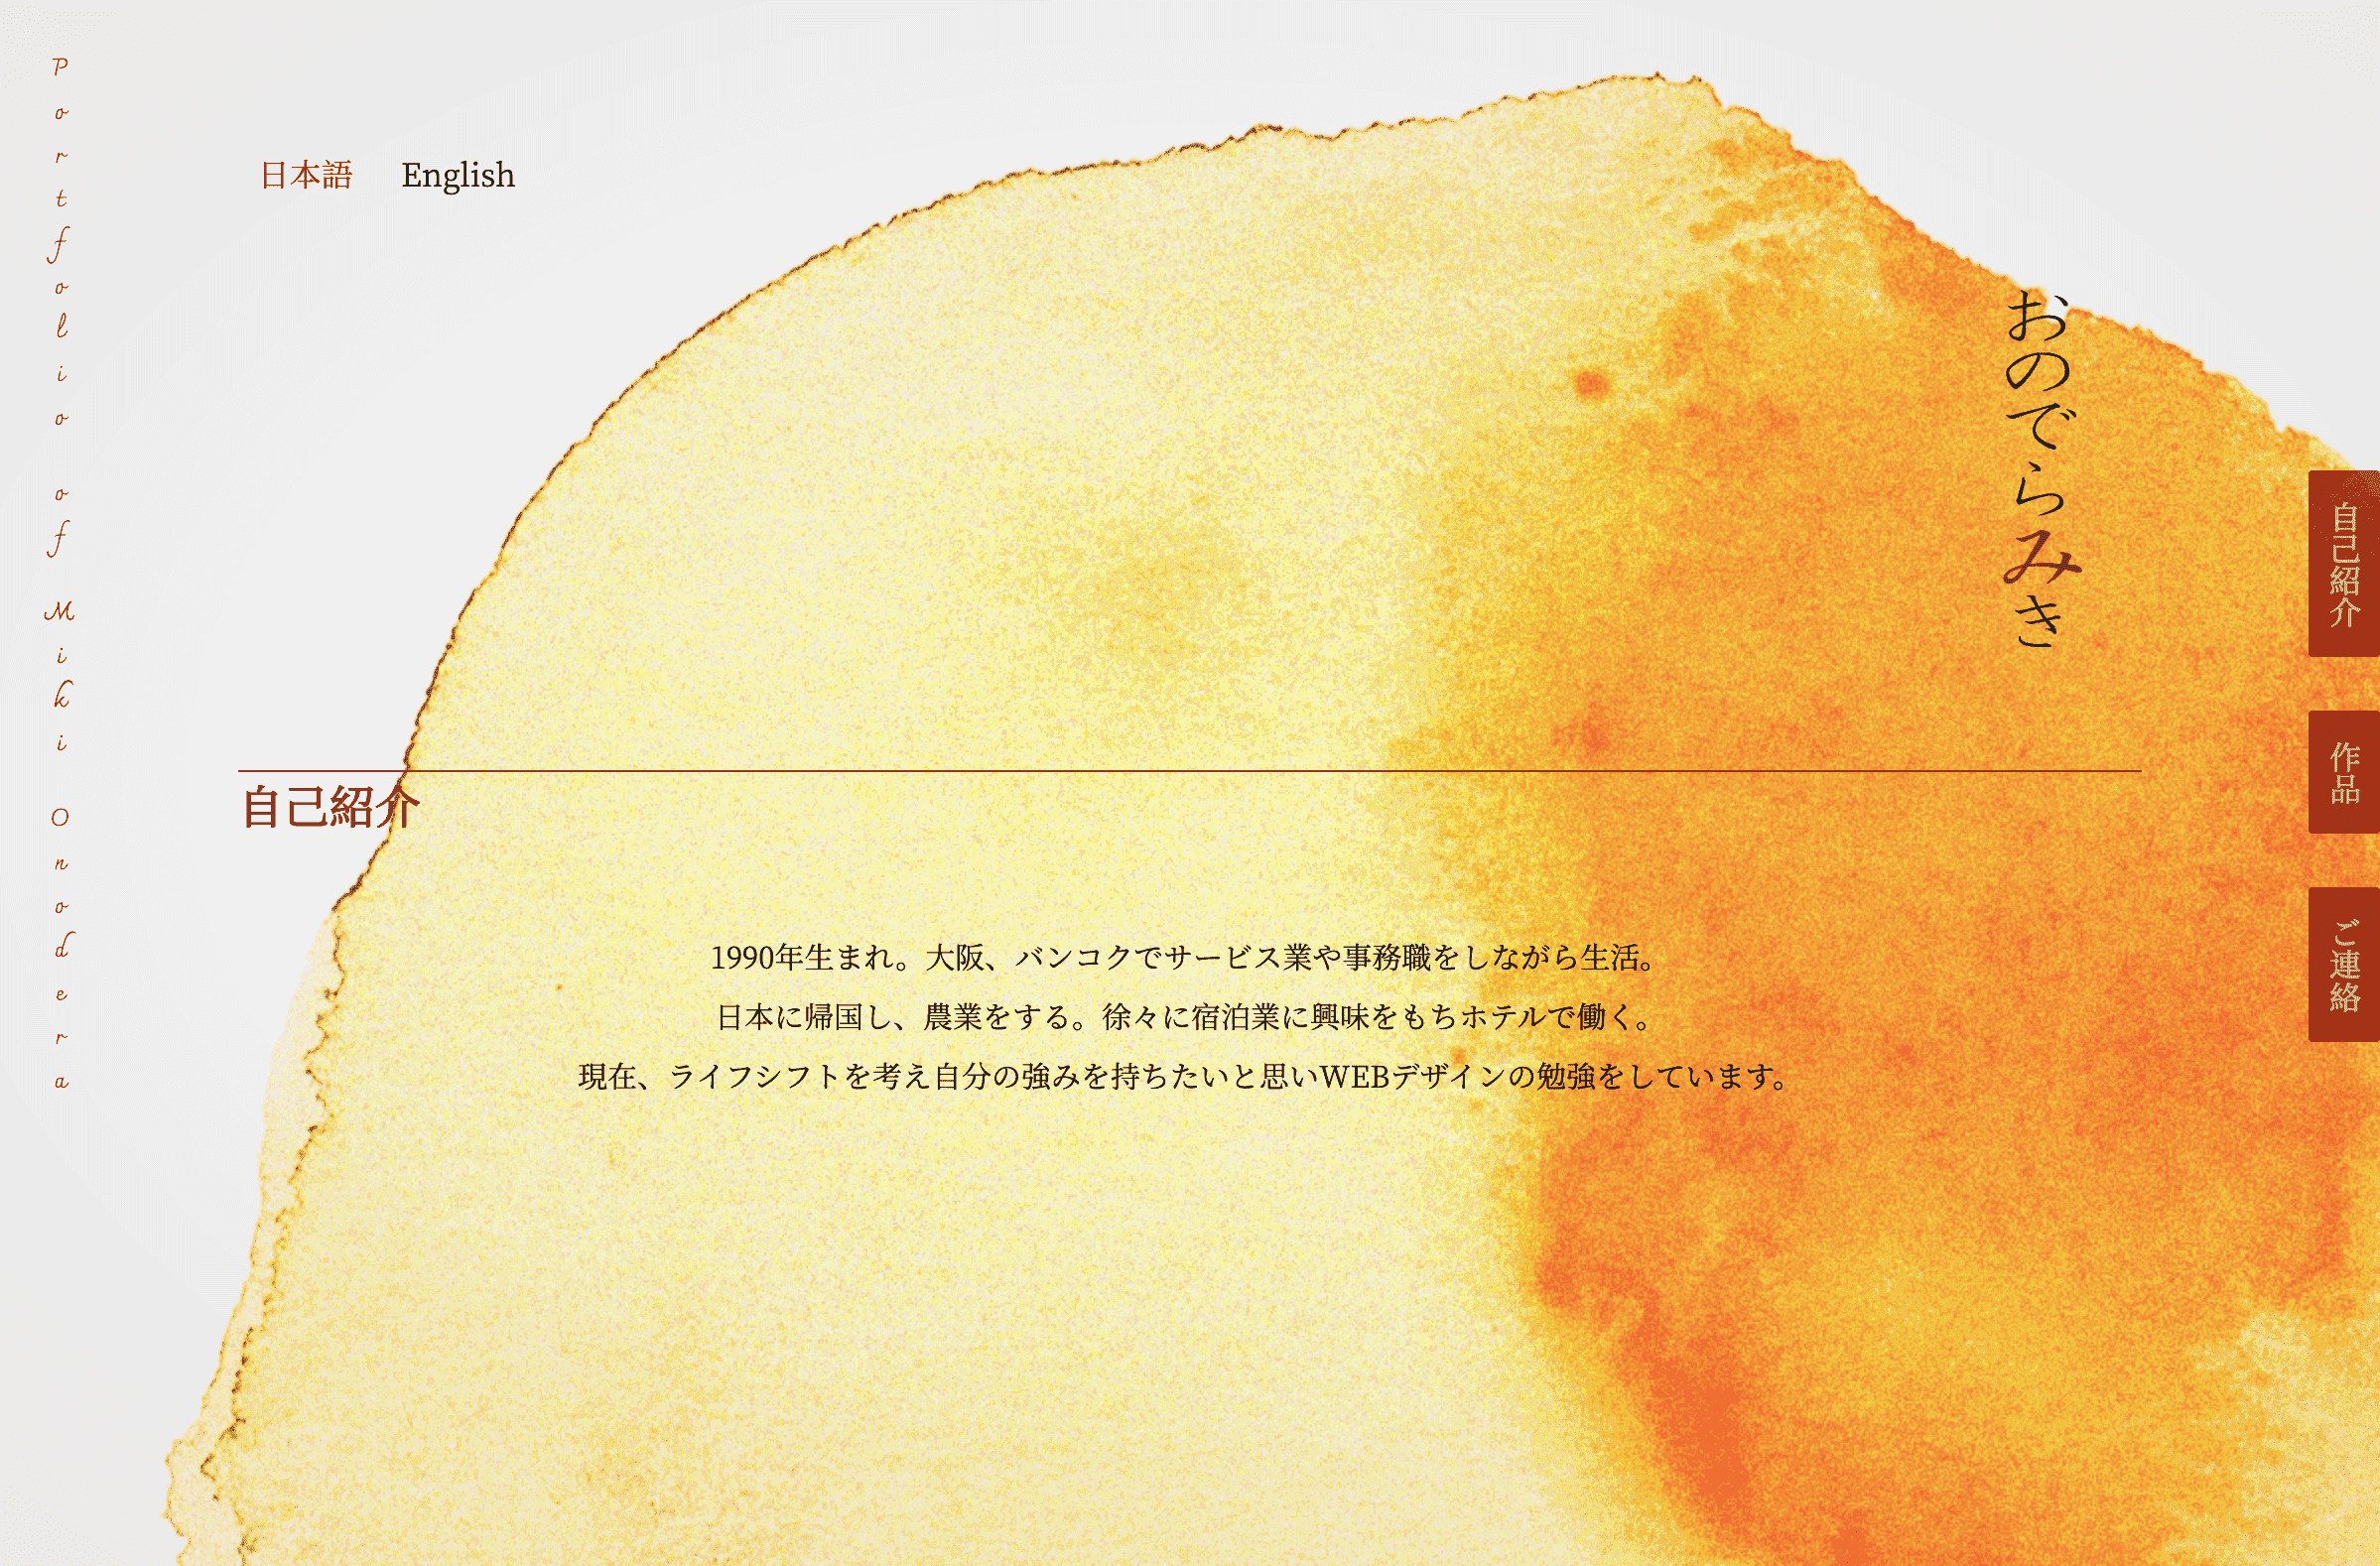 Portfolio of Miki Onodera
日本語 English
おのでらみき
自己紹介
1990年生まれ。大阪、バンコクでサービス業や事務職をしながら生活。
日本に帰国し、農業をする。徐々に宿泊業に興味をもちホテルで働く。
現在、ライフシフトを考え自分の強みを持ちたいと思いWEBデザインの勉強をしています。
自己紹介
作品
ご連絡